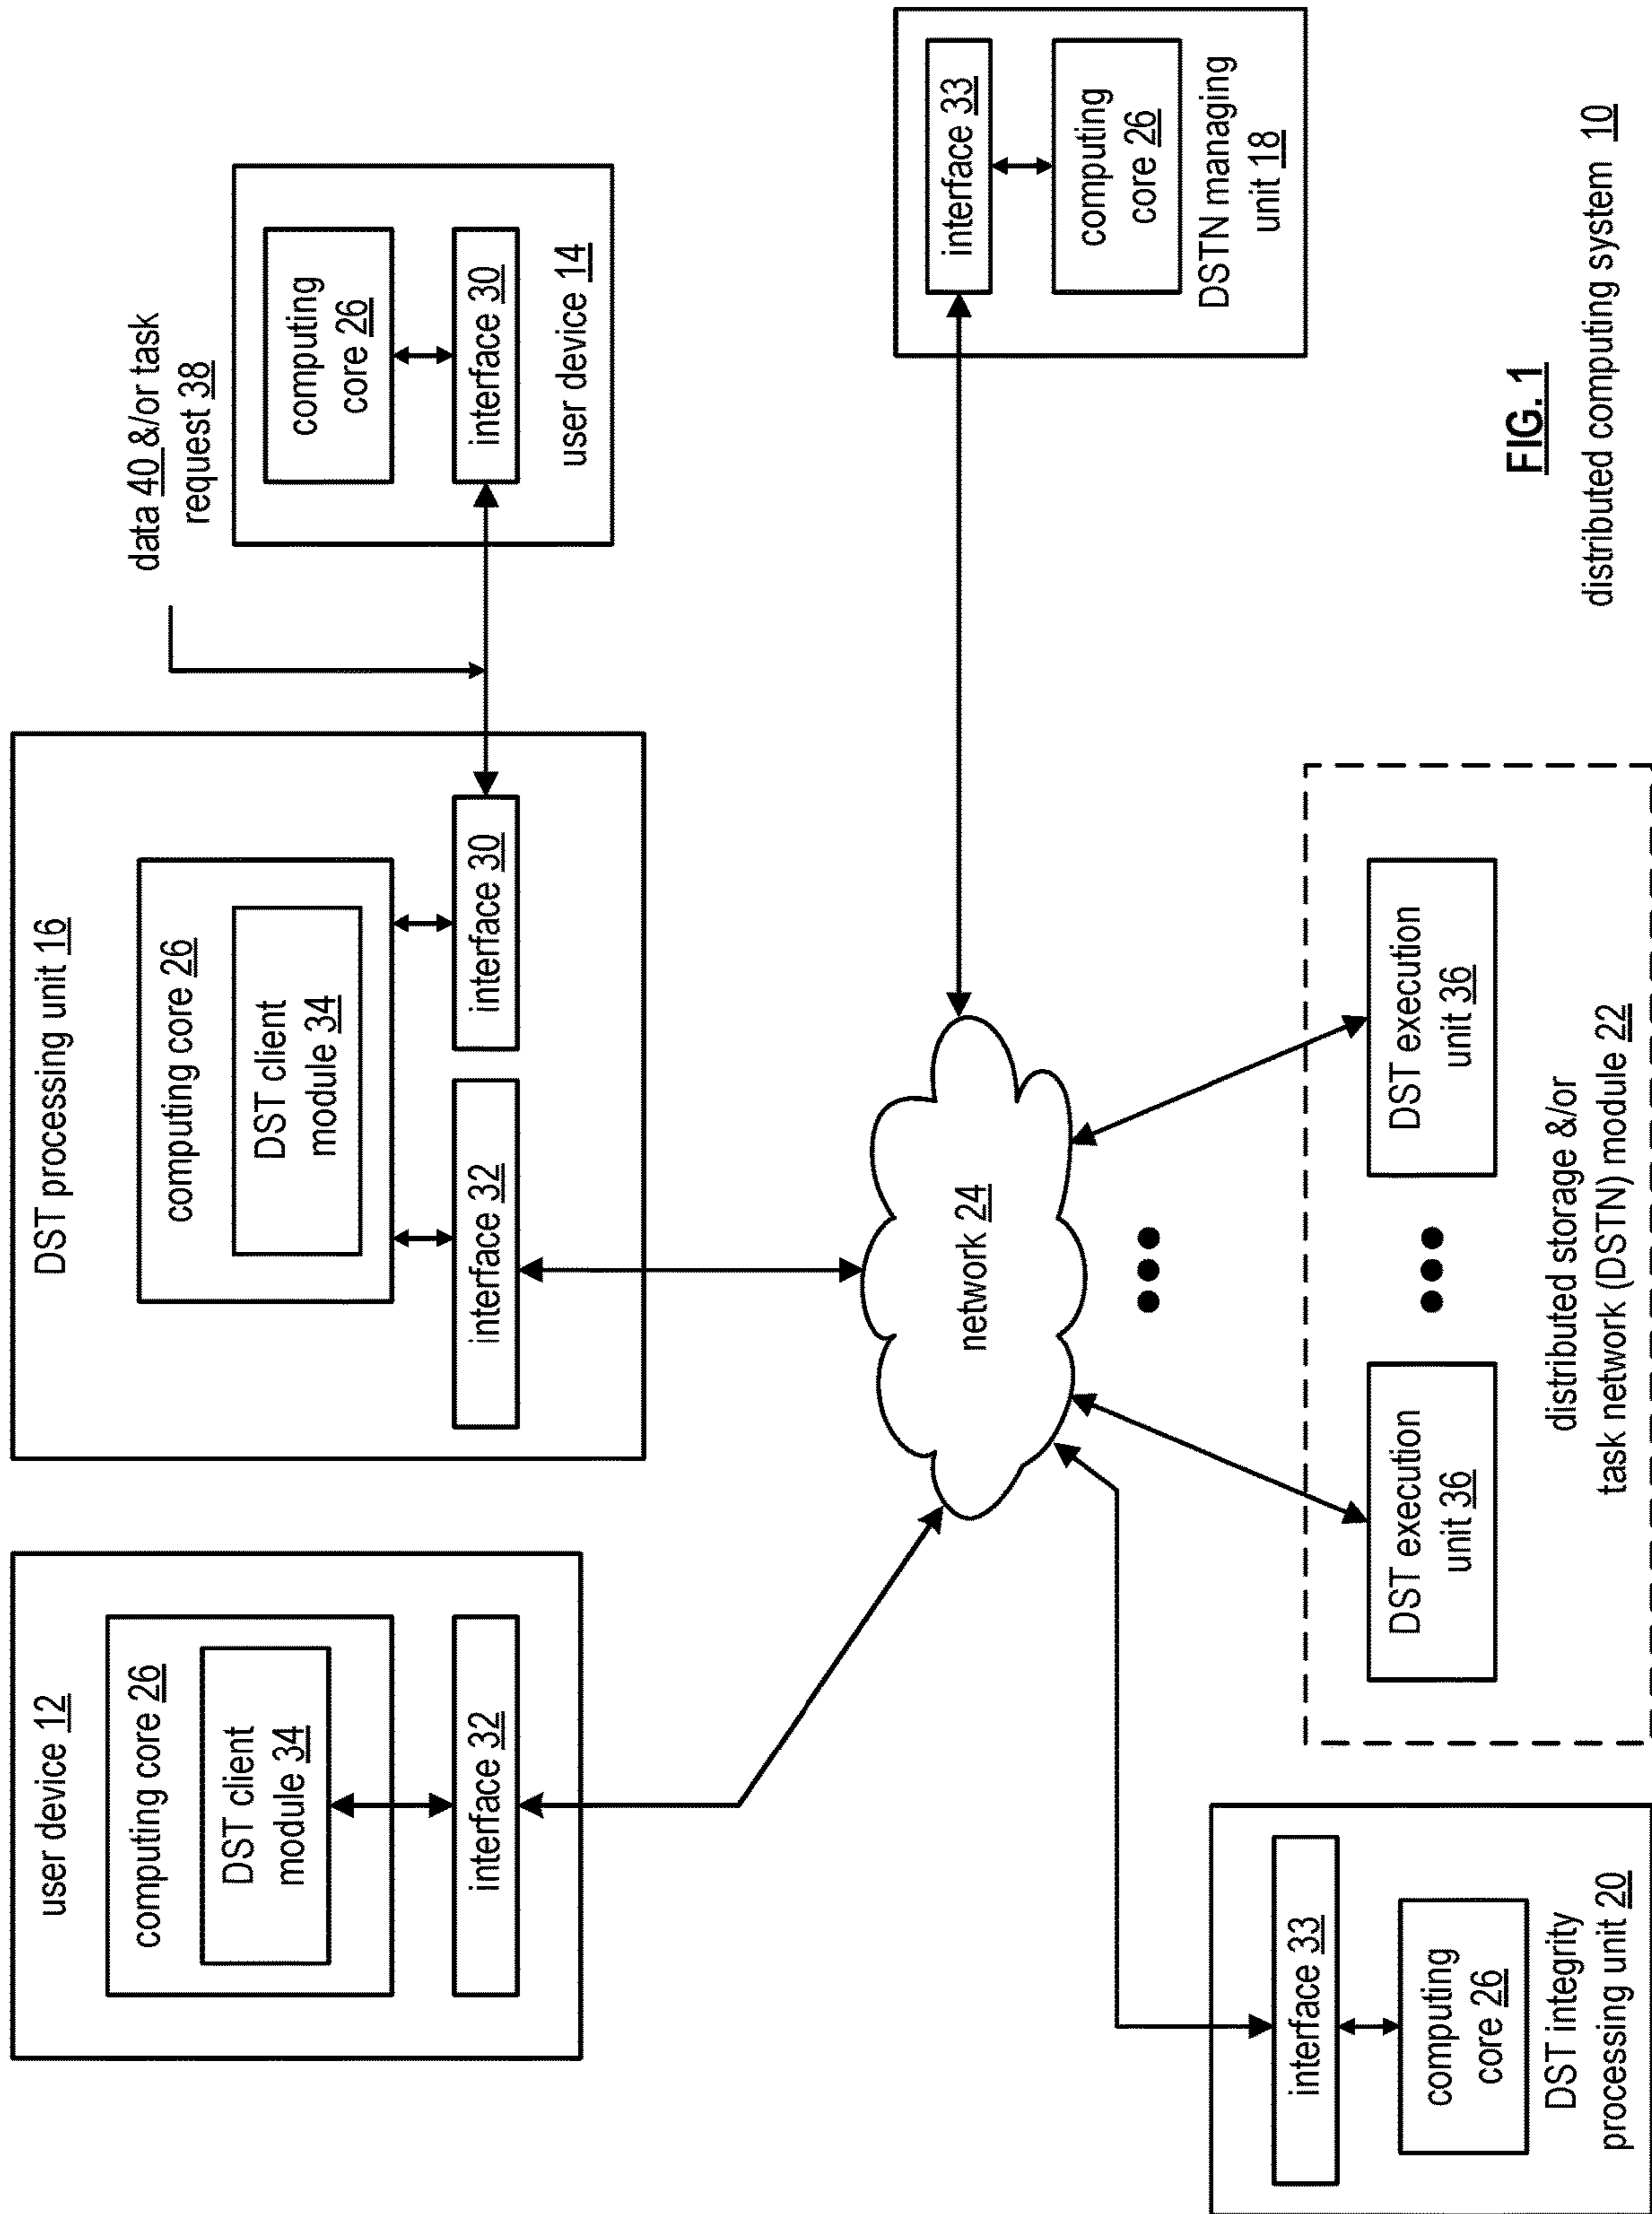 user device 12
computing core 26
DST client
module 34
interface 32
DST processing unit 16
computing core 26
DST client
module 34
interface 32
interface 30
data 40 &/or task
request 38
computing
core 26
interface 30
user device 14
network 24
interface 33
computing
core 26
DSTN managing
unit 18
interface 33
computing
core 26
DST integrity
processing unit 20
DST execution
unit 36
DST execution
unit 36
distributed storage &/or
task network (DSTN) module 22
FIG. 1
distributed computing system 10